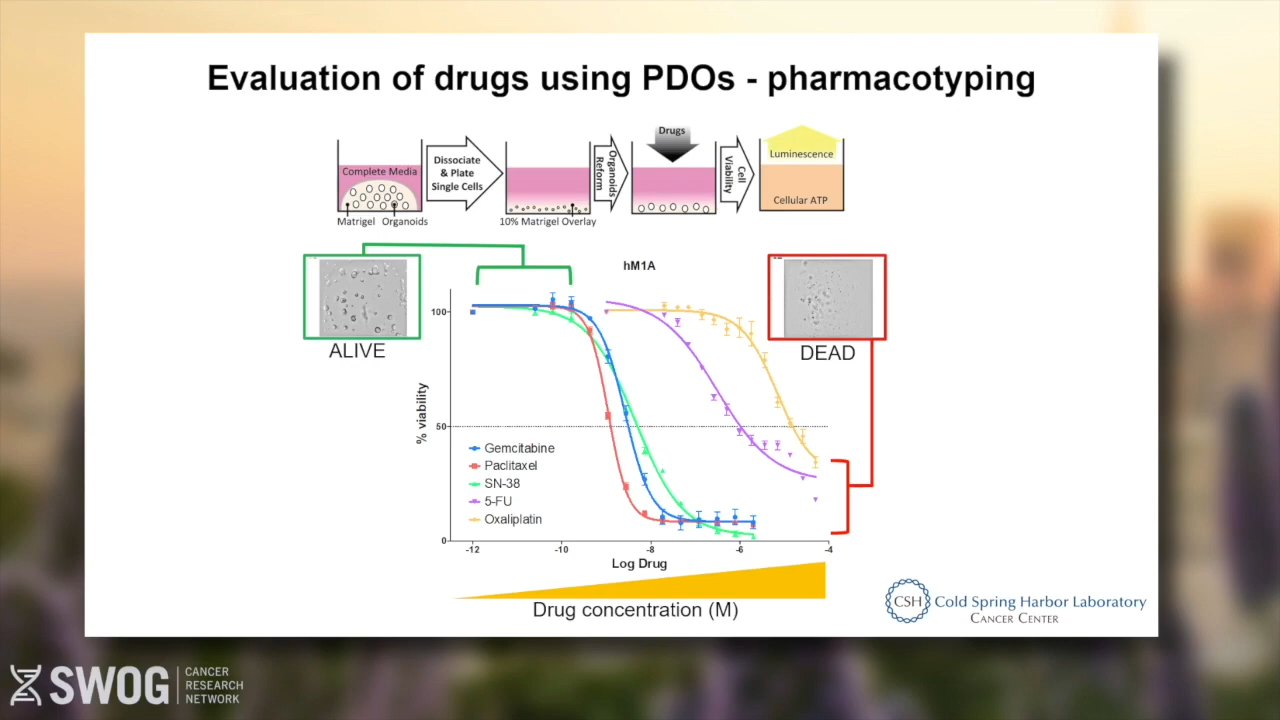 Evaluation of drugs using PDOs - pharmacotyping
Complete Media
Matrigel Organoids
Dissociate
& Plate
Single Cells
10% Matrigel Overlay
Organoids
Reform
Drugs
Cell
Viability
Luminescence
Cellular ATP
ALIVE
hM1A
DEAD
% viability
100
50
0
Gemcitabine
Paclitaxel
SN-38
5-FU
Oxaliplatin
-12 -10 -8 -6 -4
Log Drug
Drug concentration (M)
CSH Cold Spring Harbor Laboratory
CANCER CENTER
SWOG
CANCER
RESEARCH
NETWORK